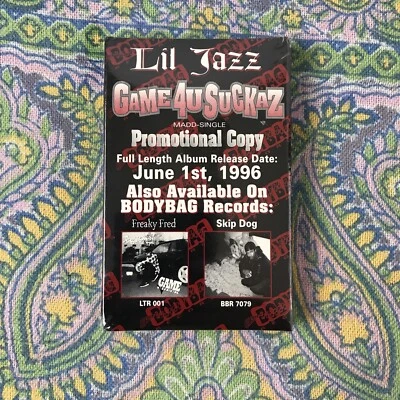 Lil Jazz
GAME4USUCKAZ
MADD-SINGLE
Promotional Copy
Full Length Album Release Date:
June 1st, 1996
Also Available On
BODYBAG Records:
Freaky Fred Skip Dog
GAME
LTR 001 BBR 7079